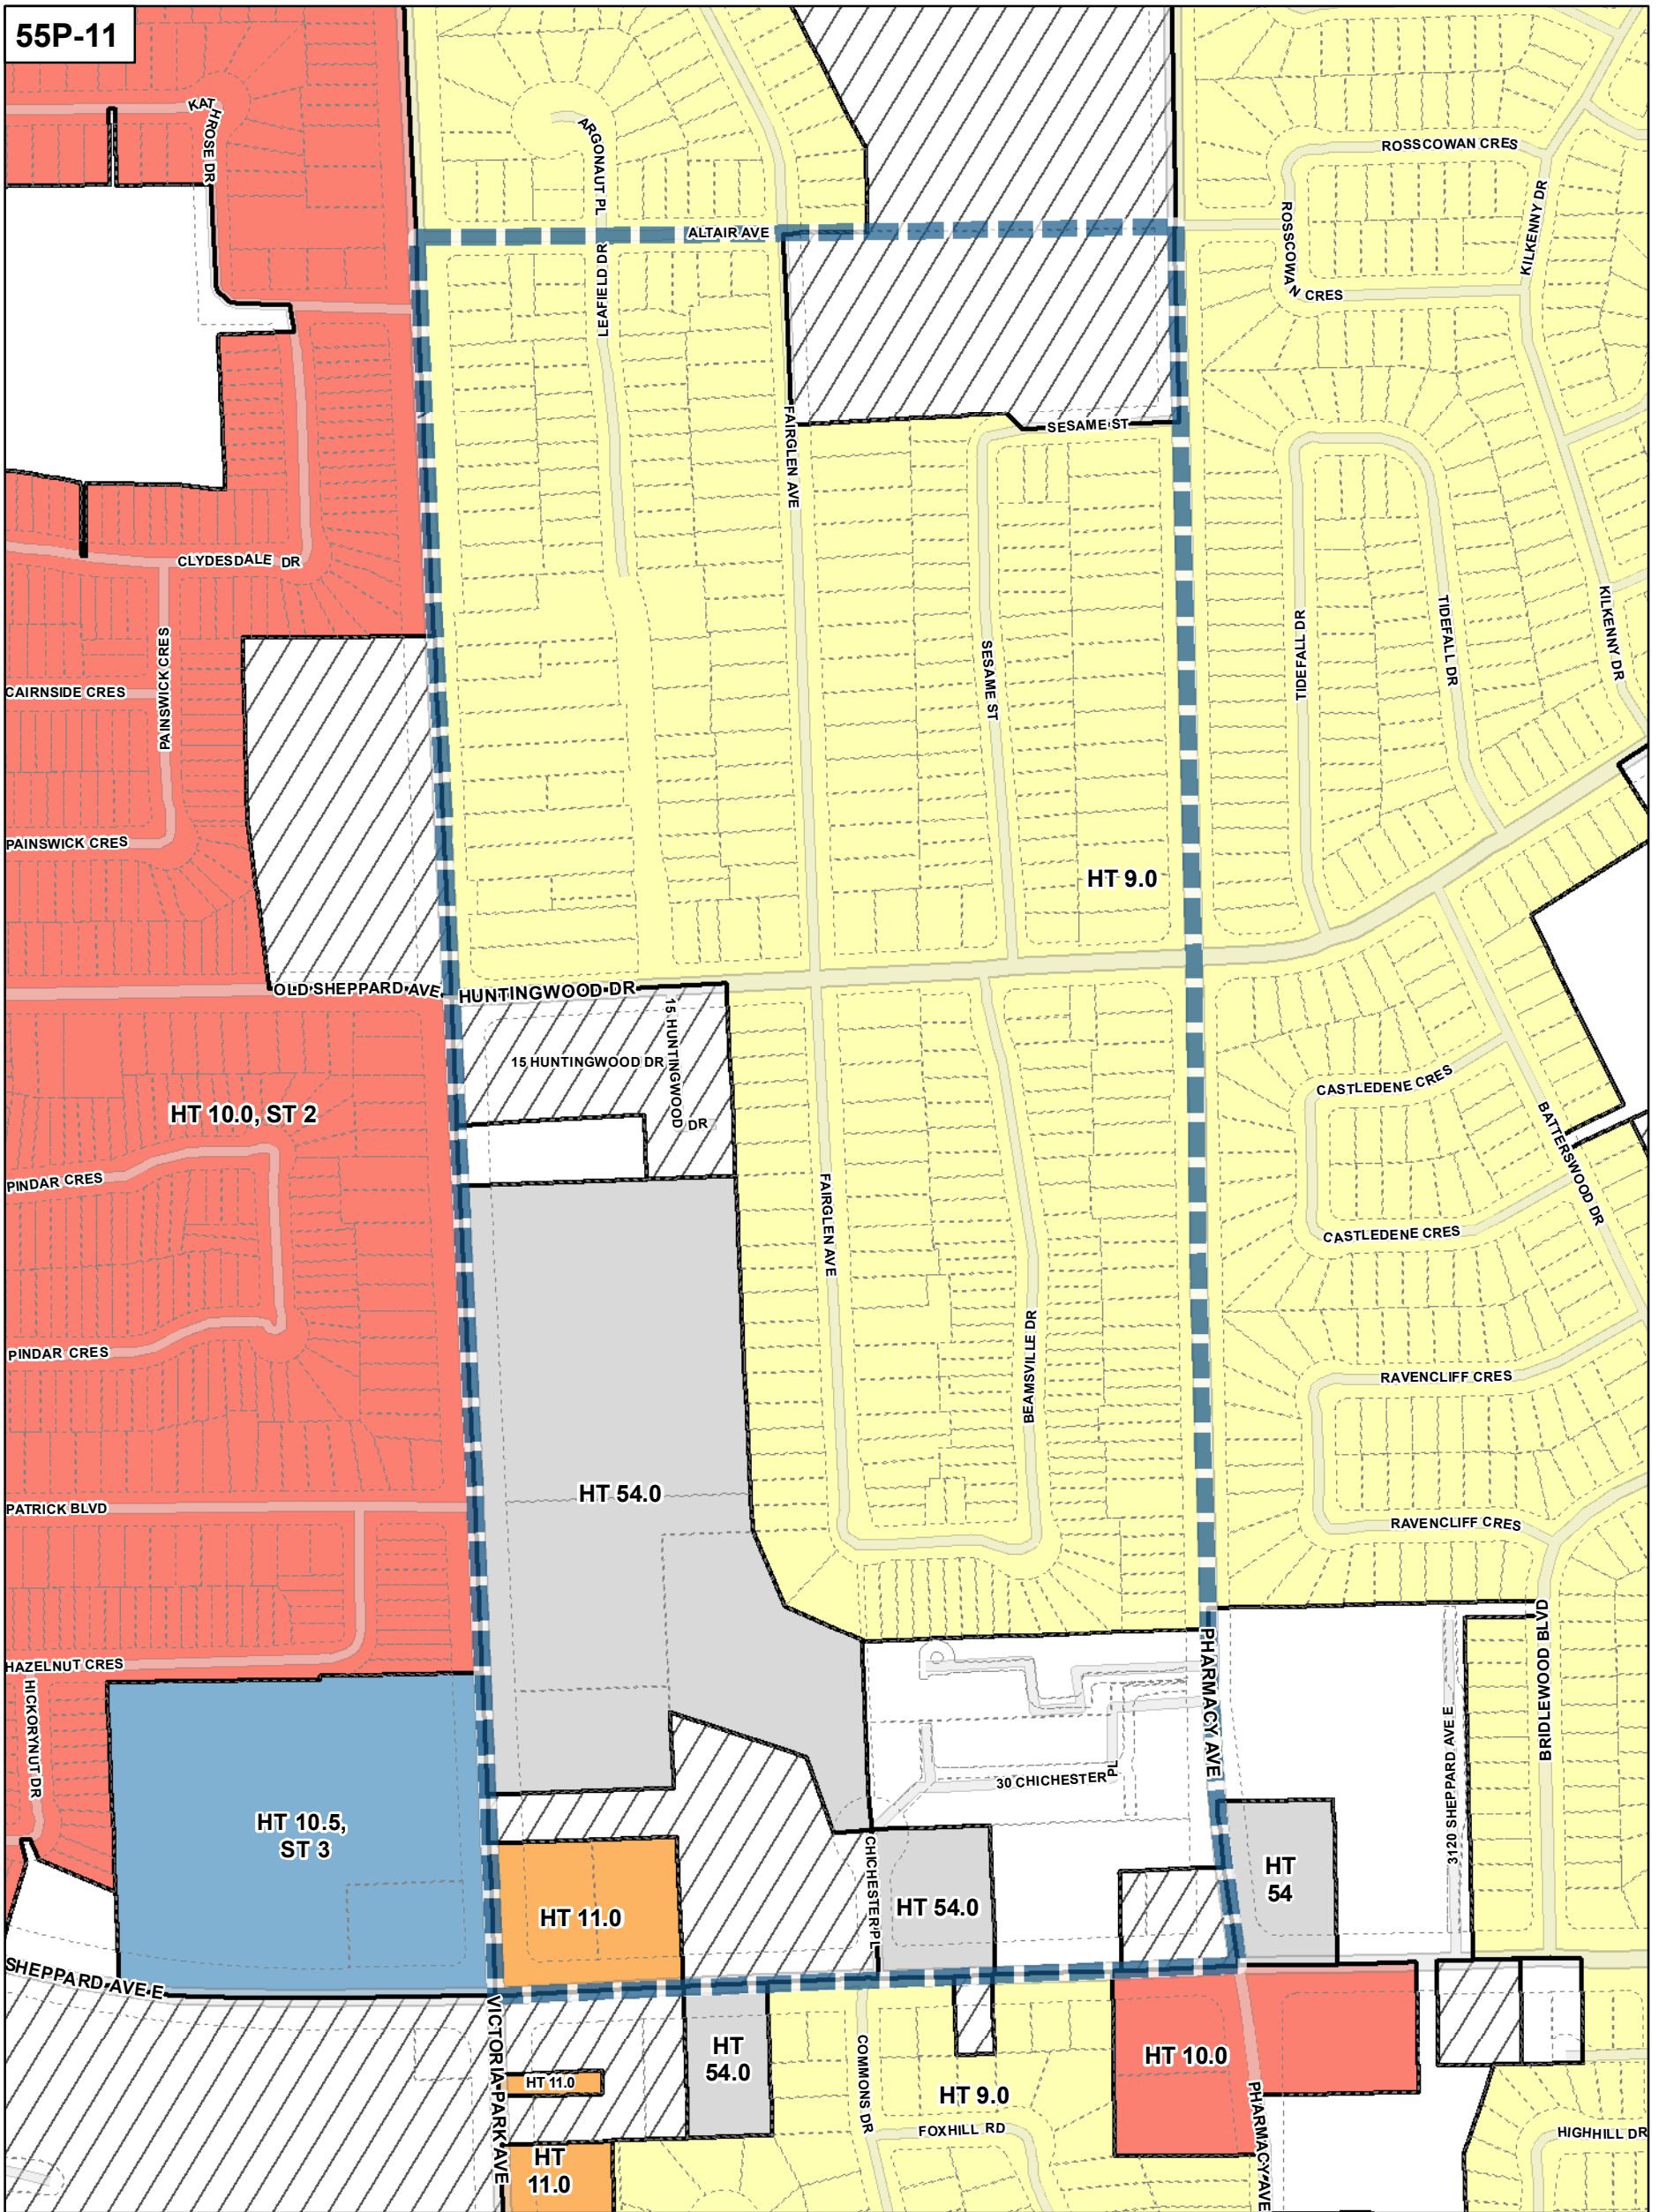 55P-11
KATHROSE DR
ARGONAUT PL
ROSSCOWAN CRES
KILKENNY DR
ALTAIR AVE
LEAFIELD DR
ROSSCOWAN CRES
SESAME ST
FAIRGLEN AVE
CLYDESDALE DR
PAINSWICK CRES
CAIRNSIDE CRES
SESAME ST
TIDEFALL DR
TIDEFALL DR
KILKENNY DR
PAINSWICK CRES
HT 9.0
OLD SHEPPARD AVE
HUNTINGWOOD DR
15 HUNTINGWOOD DR
15 HUNTINGWOOD DR
CASTLEDENE CRES
HT 10.0, ST 2
BATTERSWOOD DR
PINDAR CRES
FAIRGLEN AVE
CASTLEDENE CRES
PINDAR CRES
BEAMSVILLE DR
RAVENCLIFF CRES
HT 54.0
PATRICK BLVD
RAVENCLIFF CRES
HAZELNUT CRES
HICKORYNUT DR
PHARMACY AVE
BRIDLEWOOD BLVD
30 CHICHESTER PL
3120 SHEPPARD AVE E
HT 10.5,
ST 3
CHICHESTER PL
HT
54
HT 54.0
HT 11.0
SHEPPARD AVE E
VICTORIA PARK AVE
HT
54.0
HT 11.0
COMMONS DR
HT 9.0
HT 10.0
FOXHILL RD
PHARMACY AVE
HIGHHILL DR
HT
11.0